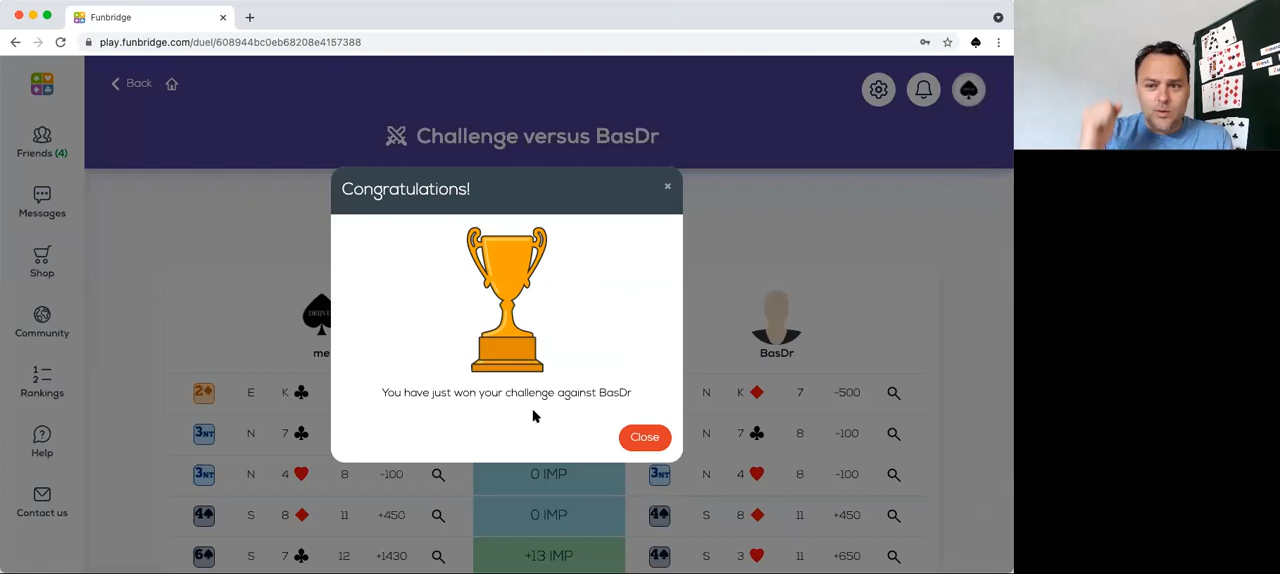 Funbridge
play.funbridge.com/duel/608944bc0eb68208e4157388
Back
Friends (4)
Messages
Shop
Community
Rankings
Help
Contact us
Challenge versus BasDr
Congratulations!
You have just won your challenge against BasDr
Close
me
BasDr
2♦ E K♣ N K♦ 7 -500
3NT N 7♣ N 7♣ 8 -100
3NT N 4♥ 8 -100 0 IMP 3NT N 4♥ 8 -100
4♠ S 8♦ 11 +450 0 IMP 4♠ S 8♦ 11 +450
6♠ S 7♣ 12 +1430 +13 IMP 4♠ S 3♥ 11 +650